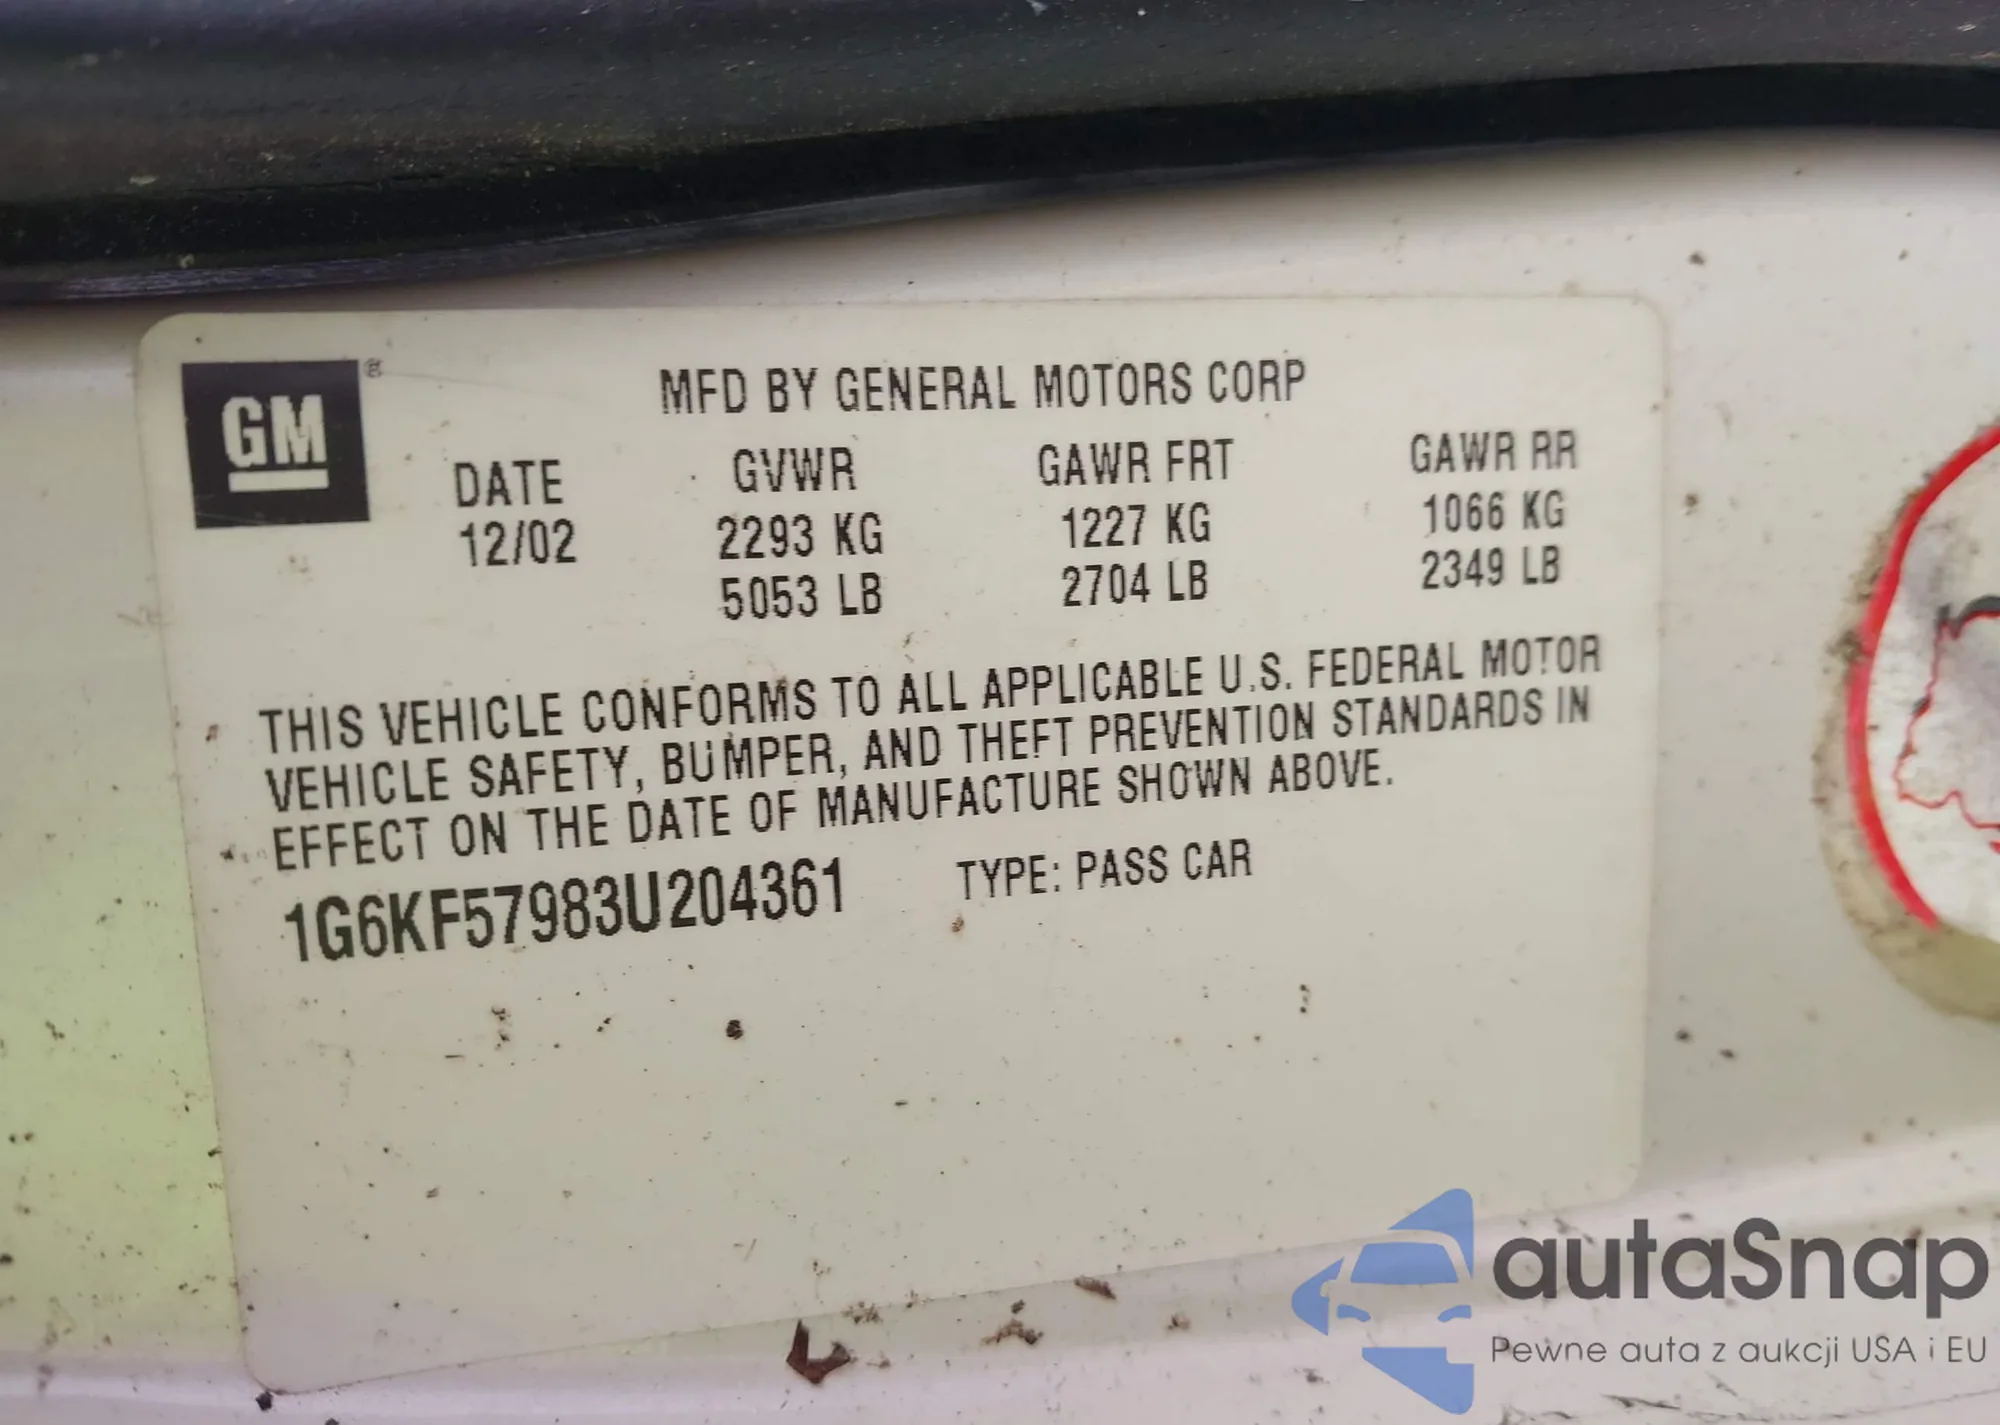 GM ®
MFD BY GENERAL MOTORS CORP
DATE GVWR GAWR FRT GAWR RR
12/02 2293 KG 1227 KG 1066 KG
5053 LB 2704 LB 2349 LB
THIS VEHICLE CONFORMS TO ALL APPLICABLE U.S. FEDERAL MOTOR
VEHICLE SAFETY, BUMPER, AND THEFT PREVENTION STANDARDS IN
EFFECT ON THE DATE OF MANUFACTURE SHOWN ABOVE.
1G6KF57983U204361 TYPE: PASS CAR
autaSnap
Pewne auta z aukcji USA i EU